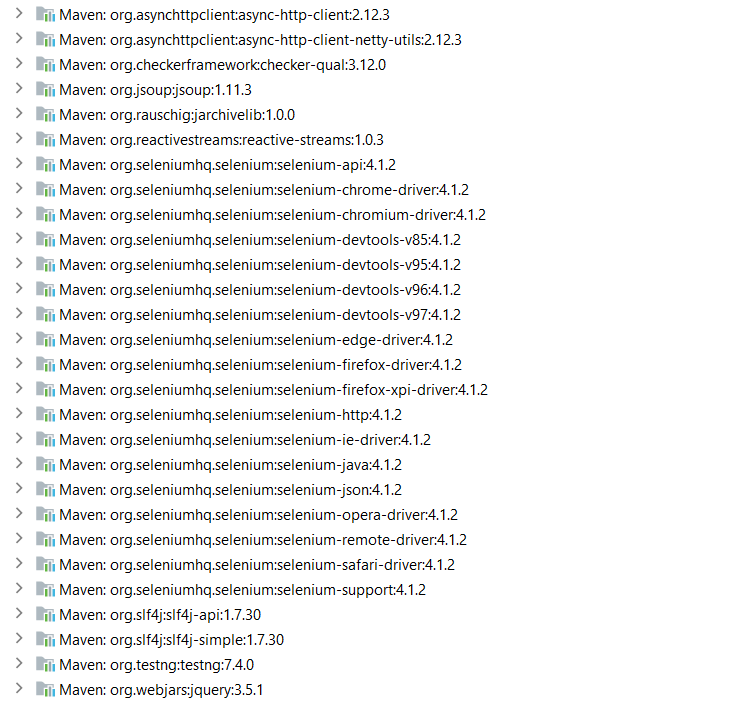 Maven: org.asynchttpclient:async-http-client:2.12.3
Maven: org.asynchttpclient:async-http-client-netty-utils:2.12.3
Maven: org.checkerframework:checker-qual:3.12.0
Maven: org.jsoup:jsoup:1.11.3
Maven: org.rauschig:jarchivelib:1.0.0
Maven: org.reactivestreams:reactive-streams:1.0.3
Maven: org.seleniumhq.selenium:selenium-api:4.1.2
Maven: org.seleniumhq.selenium:selenium-chrome-driver:4.1.2
Maven: org.seleniumhq.selenium:selenium-chromium-driver:4.1.2
Maven: org.seleniumhq.selenium:selenium-devtools-v85:4.1.2
Maven: org.seleniumhq.selenium:selenium-devtools-v95:4.1.2
Maven: org.seleniumhq.selenium:selenium-devtools-v96:4.1.2
Maven: org.seleniumhq.selenium:selenium-devtools-v97:4.1.2
Maven: org.seleniumhq.selenium:selenium-edge-driver:4.1.2
Maven: org.seleniumhq.selenium:selenium-firefox-driver:4.1.2
Maven: org.seleniumhq.selenium:selenium-firefox-xpi-driver:4.1.2
Maven: org.seleniumhq.selenium:selenium-http:4.1.2
Maven: org.seleniumhq.selenium:selenium-ie-driver:4.1.2
Maven: org.seleniumhq.selenium:selenium-java:4.1.2
Maven: org.seleniumhq.selenium:selenium-json:4.1.2
Maven: org.seleniumhq.selenium:selenium-opera-driver:4.1.2
Maven: org.seleniumhq.selenium:selenium-remote-driver:4.1.2
Maven: org.seleniumhq.selenium:selenium-safari-driver:4.1.2
Maven: org.seleniumhq.selenium:selenium-support:4.1.2
Maven: org.slf4j:slf4j-api:1.7.30
Maven: org.slf4j:slf4j-simple:1.7.30
Maven: org.testng:testng:7.4.0
Maven: org.webjars:jquery:3.5.1